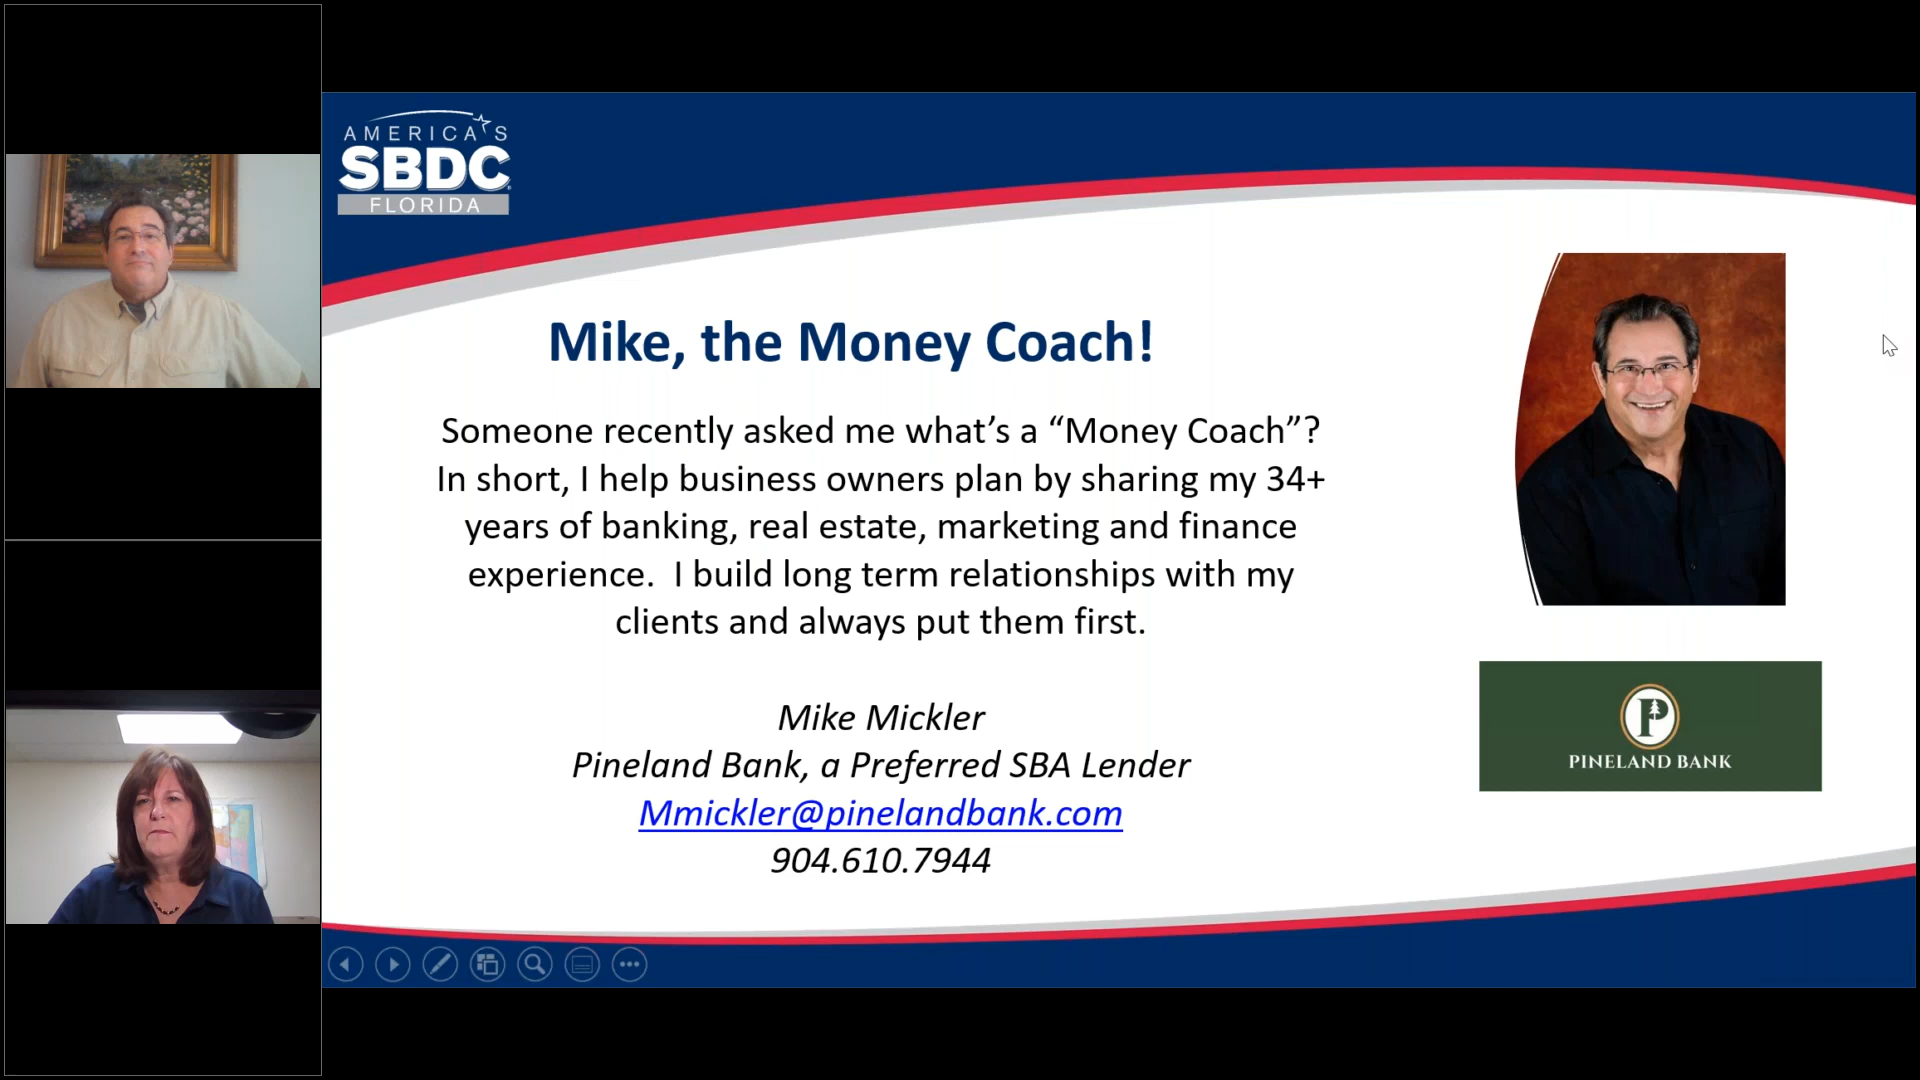 AMERICA'S
SBDC
FLORIDA
Mike, the Money Coach!
Someone recently asked me what’s a “Money Coach”?
In short, I help business owners plan by sharing my 34+
years of banking, real estate, marketing and finance
experience.  I build long term relationships with my
clients and always put them first.
Mike Mickler
Pineland Bank, a Preferred SBA Lender
Mmickler@pinelandbank.com
904.610.7944
P
PINELAND BANK